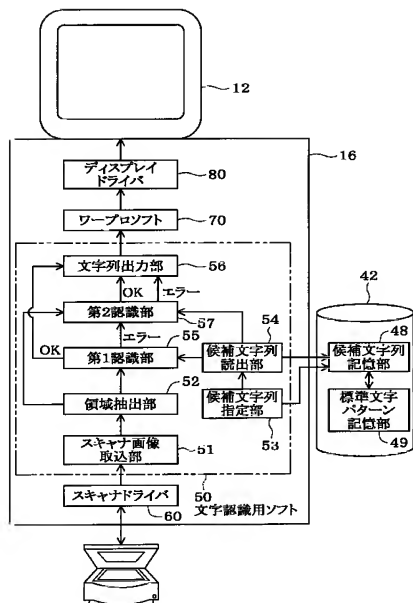 12
16
ディスプレイ
ドライバ
80
ワープロソフト
70
文字列出力部
56
OK
エラー
第2認識部
57
54
42
エラー
55
OK
第1認識部
候補文字列
読出部
候補文字列
記憶部
48
52
領域抽出部
候補文字列
指定部
53
標準文字
パターン
記憶部
49
スキャナ画像
取込部
51
50
文字認識用ソフト
スキャナドライバ
60